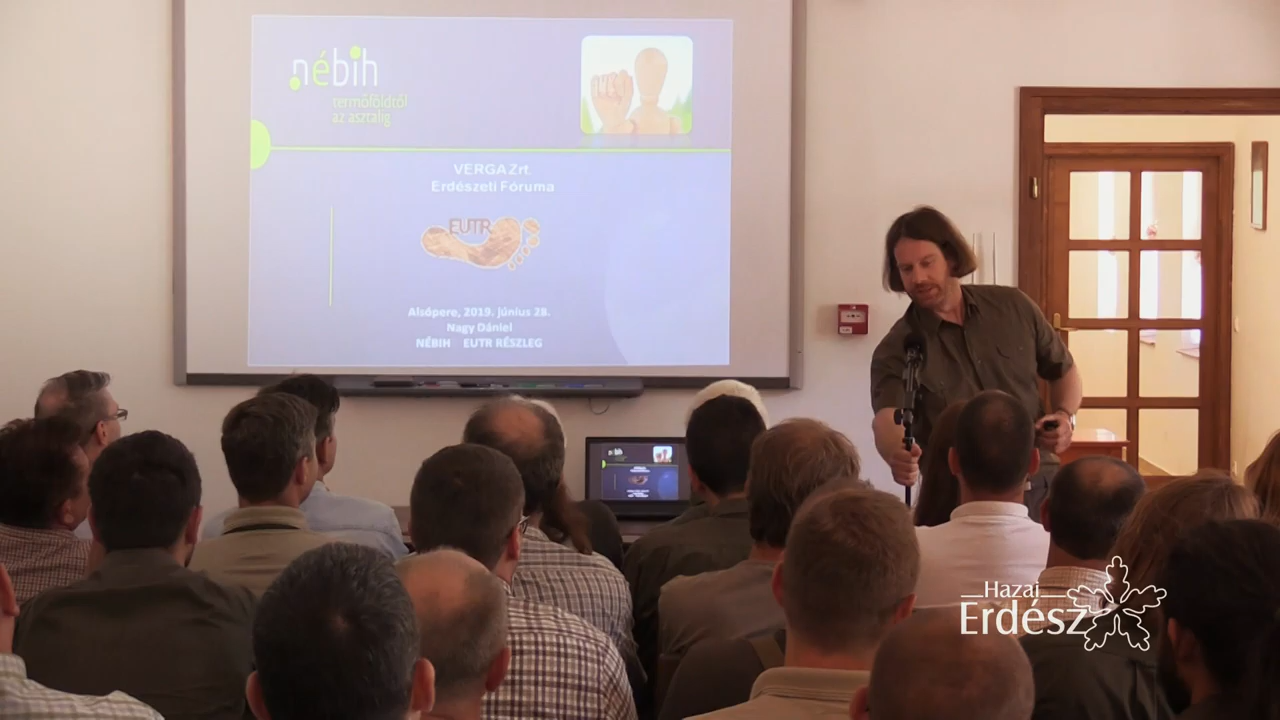 nébih
termőföldtől
az asztalig
VERGA Zrt.
Erdészeti Fóruma
EUTR
Alsópere, 2019. június 28.
Nagy Dániel
NÉBIH EUTR RÉSZLEG
Hazai
Erdész